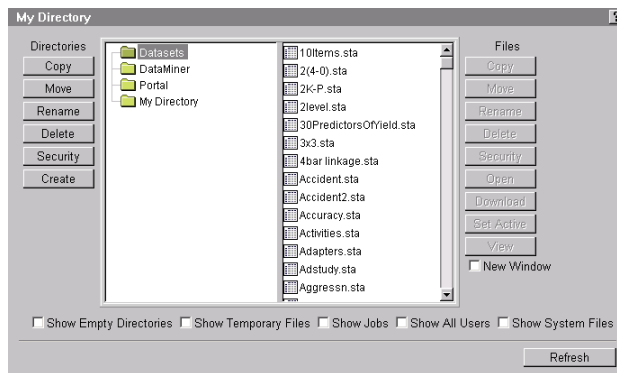 My Directory
Directories
Copy
Move
Rename
Delete
Security
Create
Datasets
DataMiner
Portal
My Directory
10Items.sta
2(4-0).sta
2K-P.sta
2level.sta
30PredictorsOfYield.sta
3x3.sta
4bar linkage.sta
Accident.sta
Accident2.sta
Accuracy.sta
Activities.sta
Adapters.sta
Adstudy.sta
Aggressn.sta
Files
Copy
Move
Rename
Delete
Security
Open
Download
Set Active
View
New Window
Show Empty Directories Show Temporary Files Show Jobs Show All Users Show System Files
Refresh